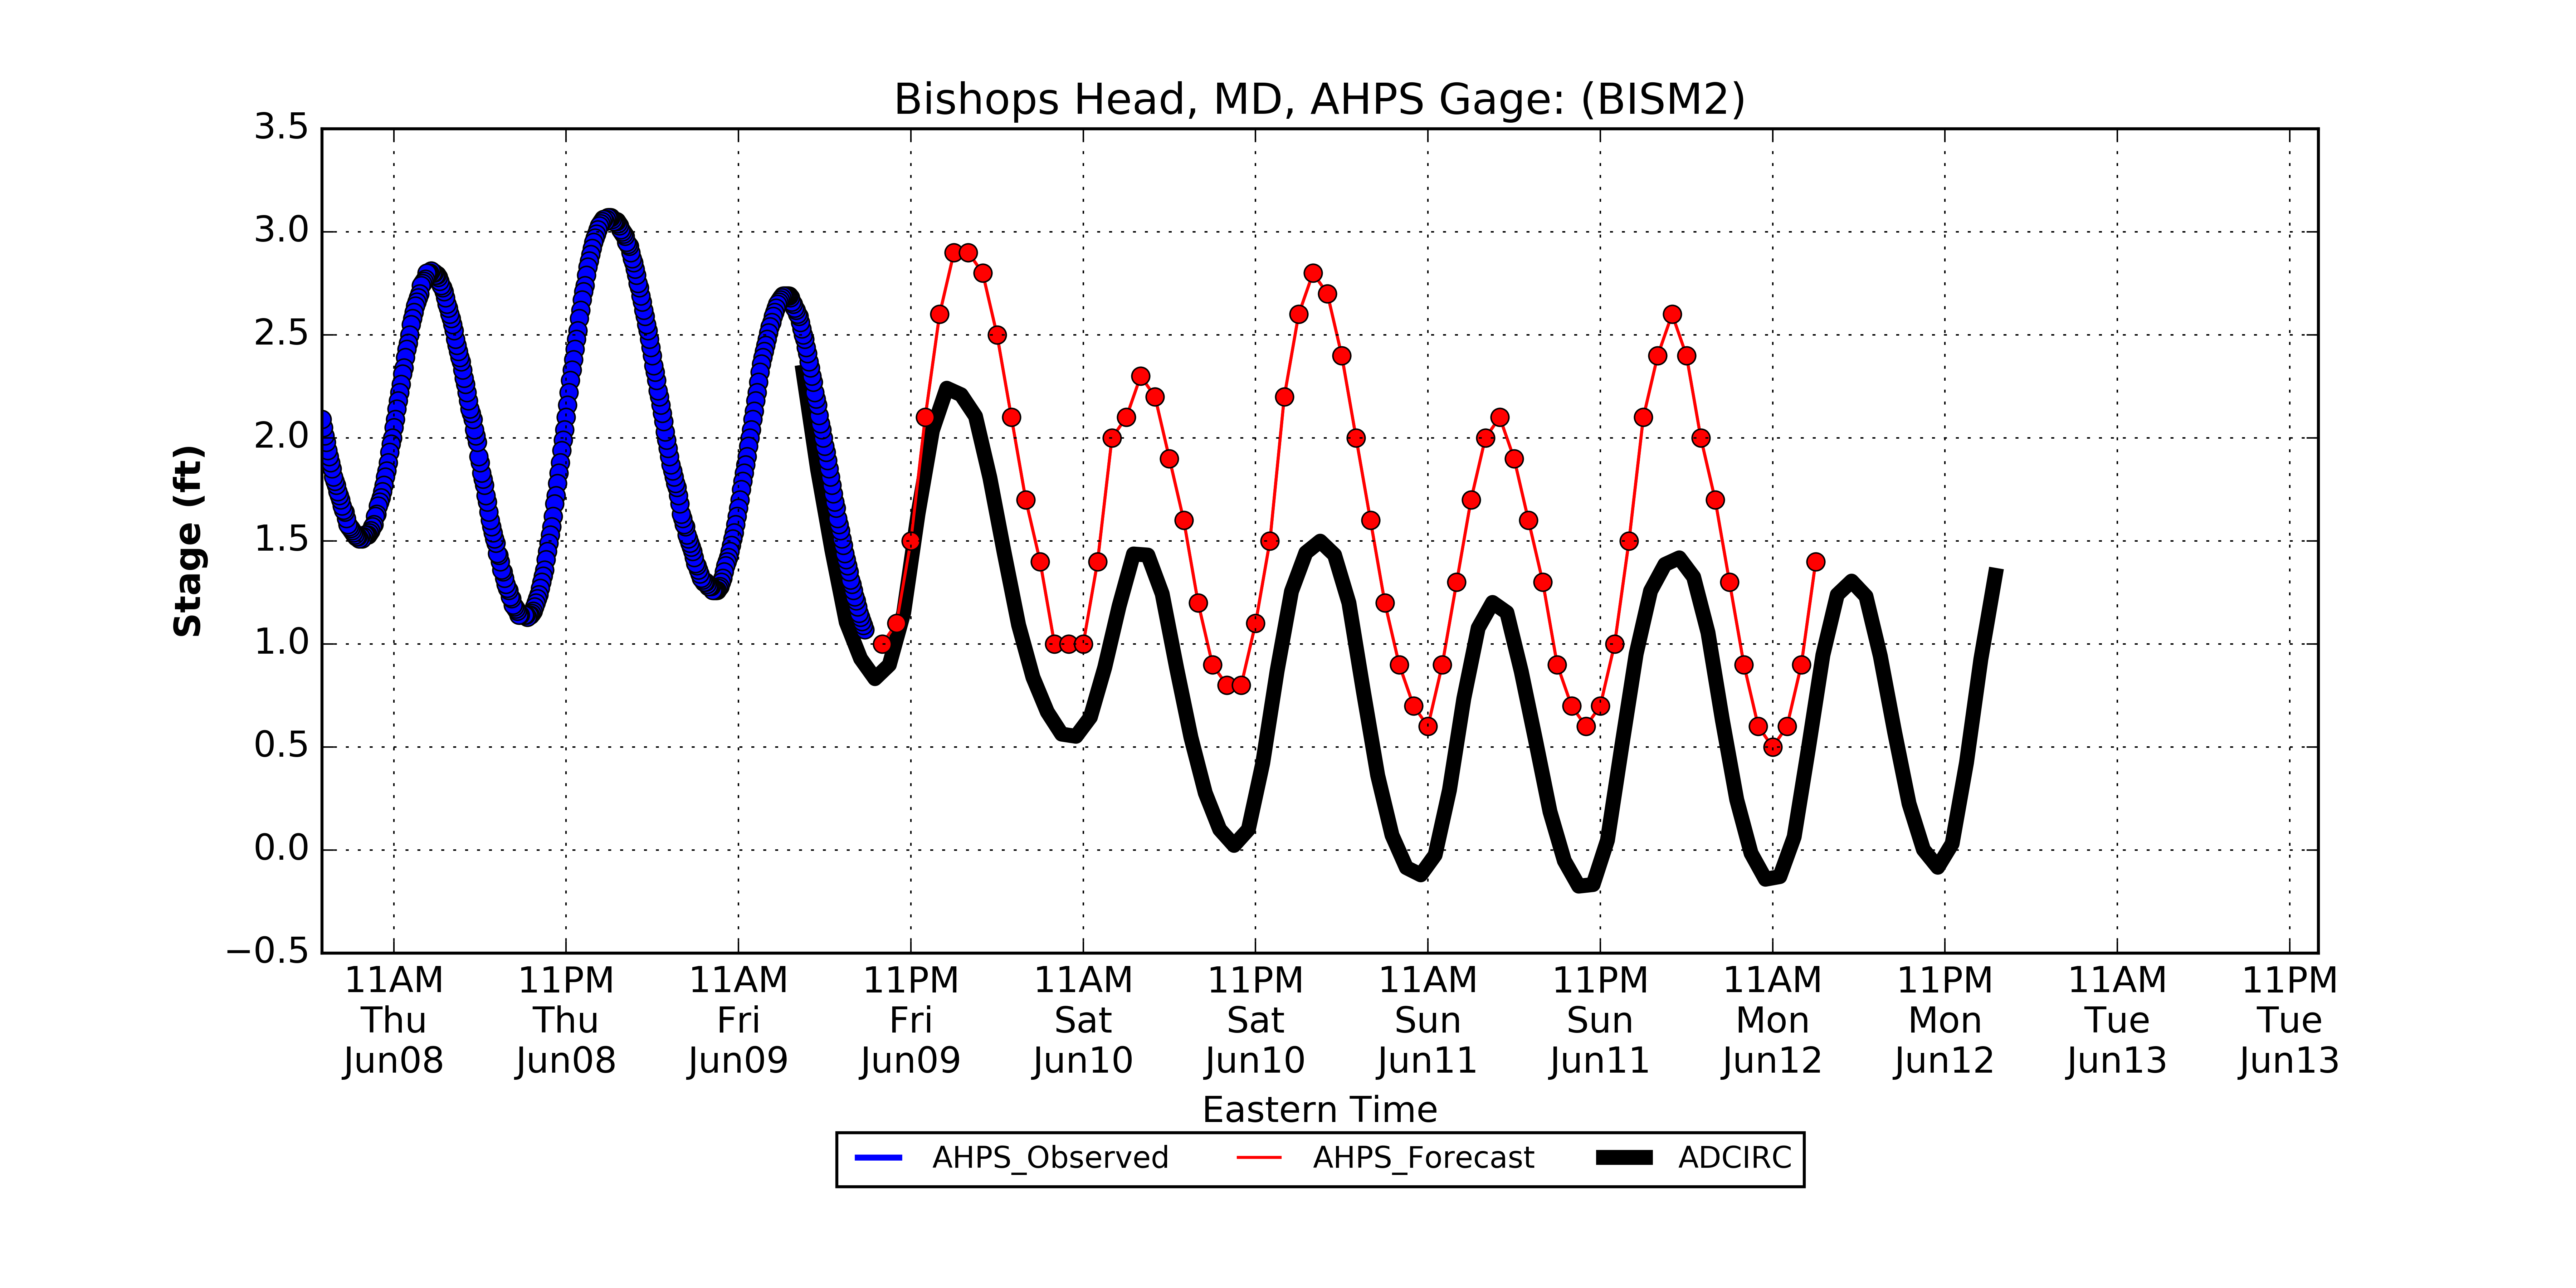 Bishops Head, MD, AHPS Gage: (BISM2)
3.5
3.0
2.5
2.0
1.5
1.0
0.5
0.0
−0.5
Stage (ft)
11AM 11PM 11AM 11PM 11AM 11PM 11AM 11PM 11AM 11PM 11AM 11PM
Thu Thu Fri Fri Sat Sat Sun Sun Mon Mon Tue Tue
Jun08 Jun08 Jun09 Jun09 Jun10 Jun10 Jun11 Jun11 Jun12 Jun12 Jun13 Jun13
Eastern Time
AHPS_Observed AHPS_Forecast ADCIRC